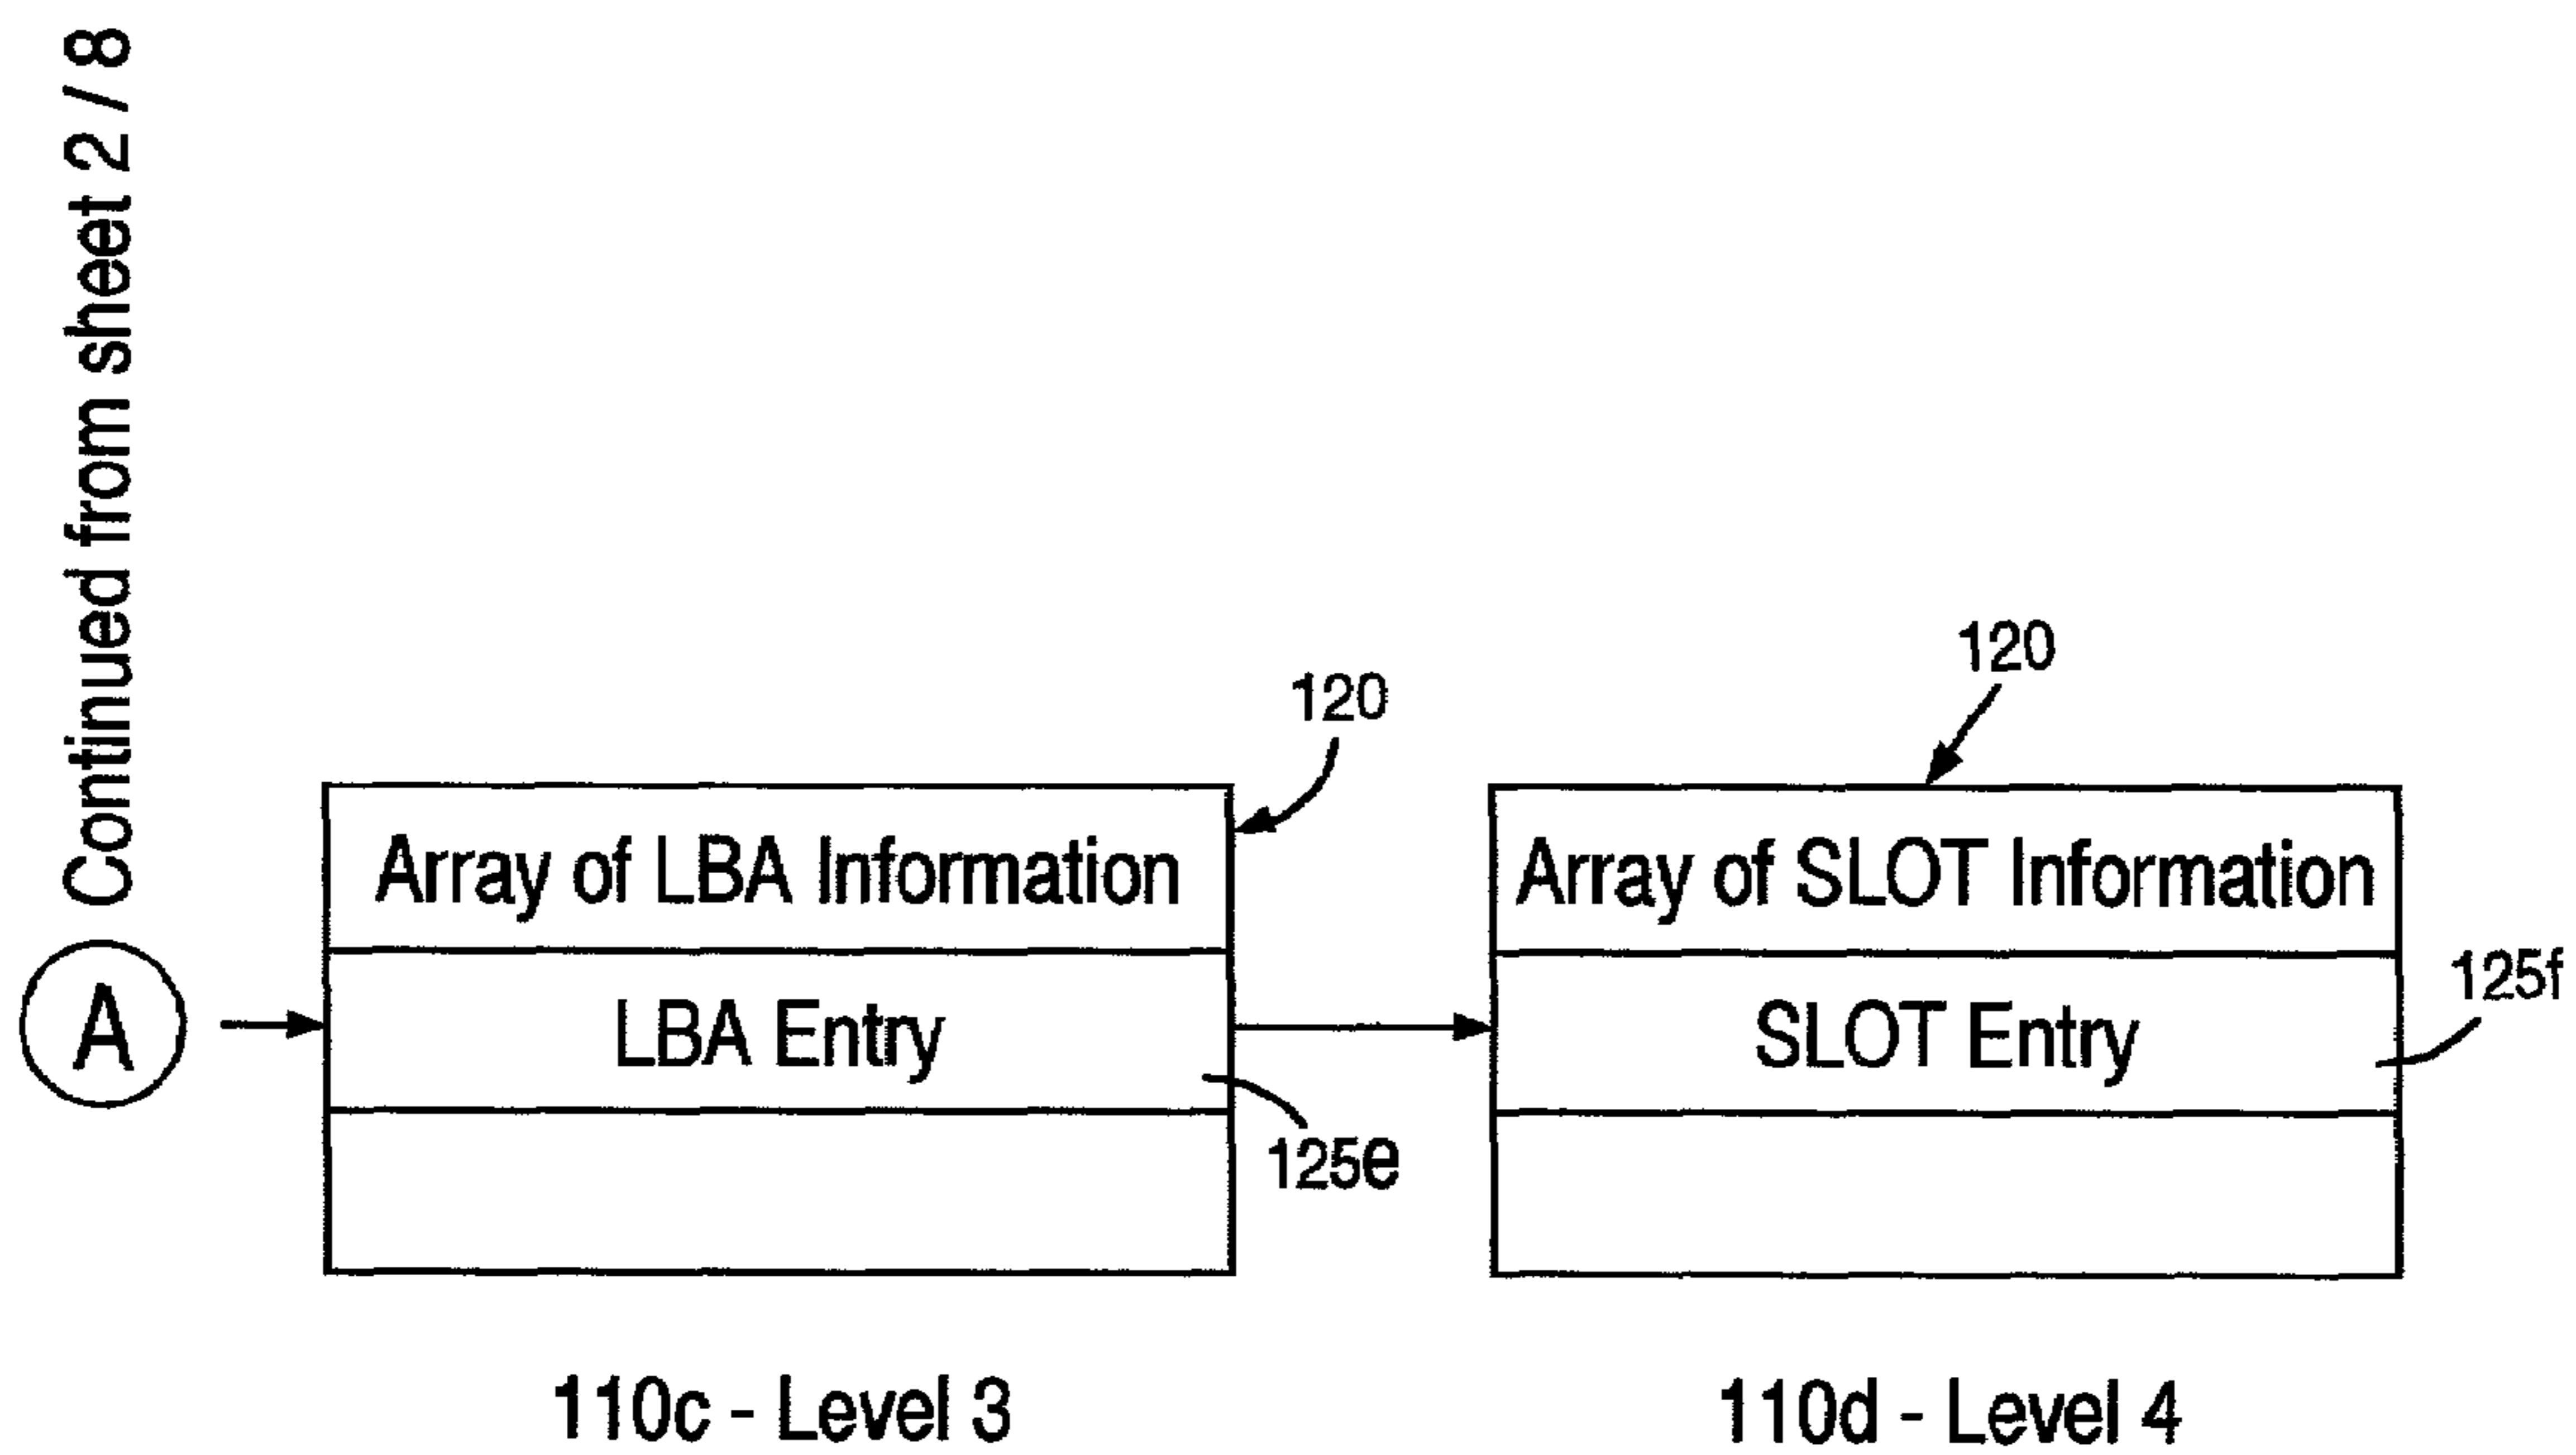 Continued from sheet 2 / 8
A
120
120
Array of LBA Information
Array of SLOT Information
LBA Entry
SLOT Entry
125f
125e
110c - Level 3
110d - Level 4